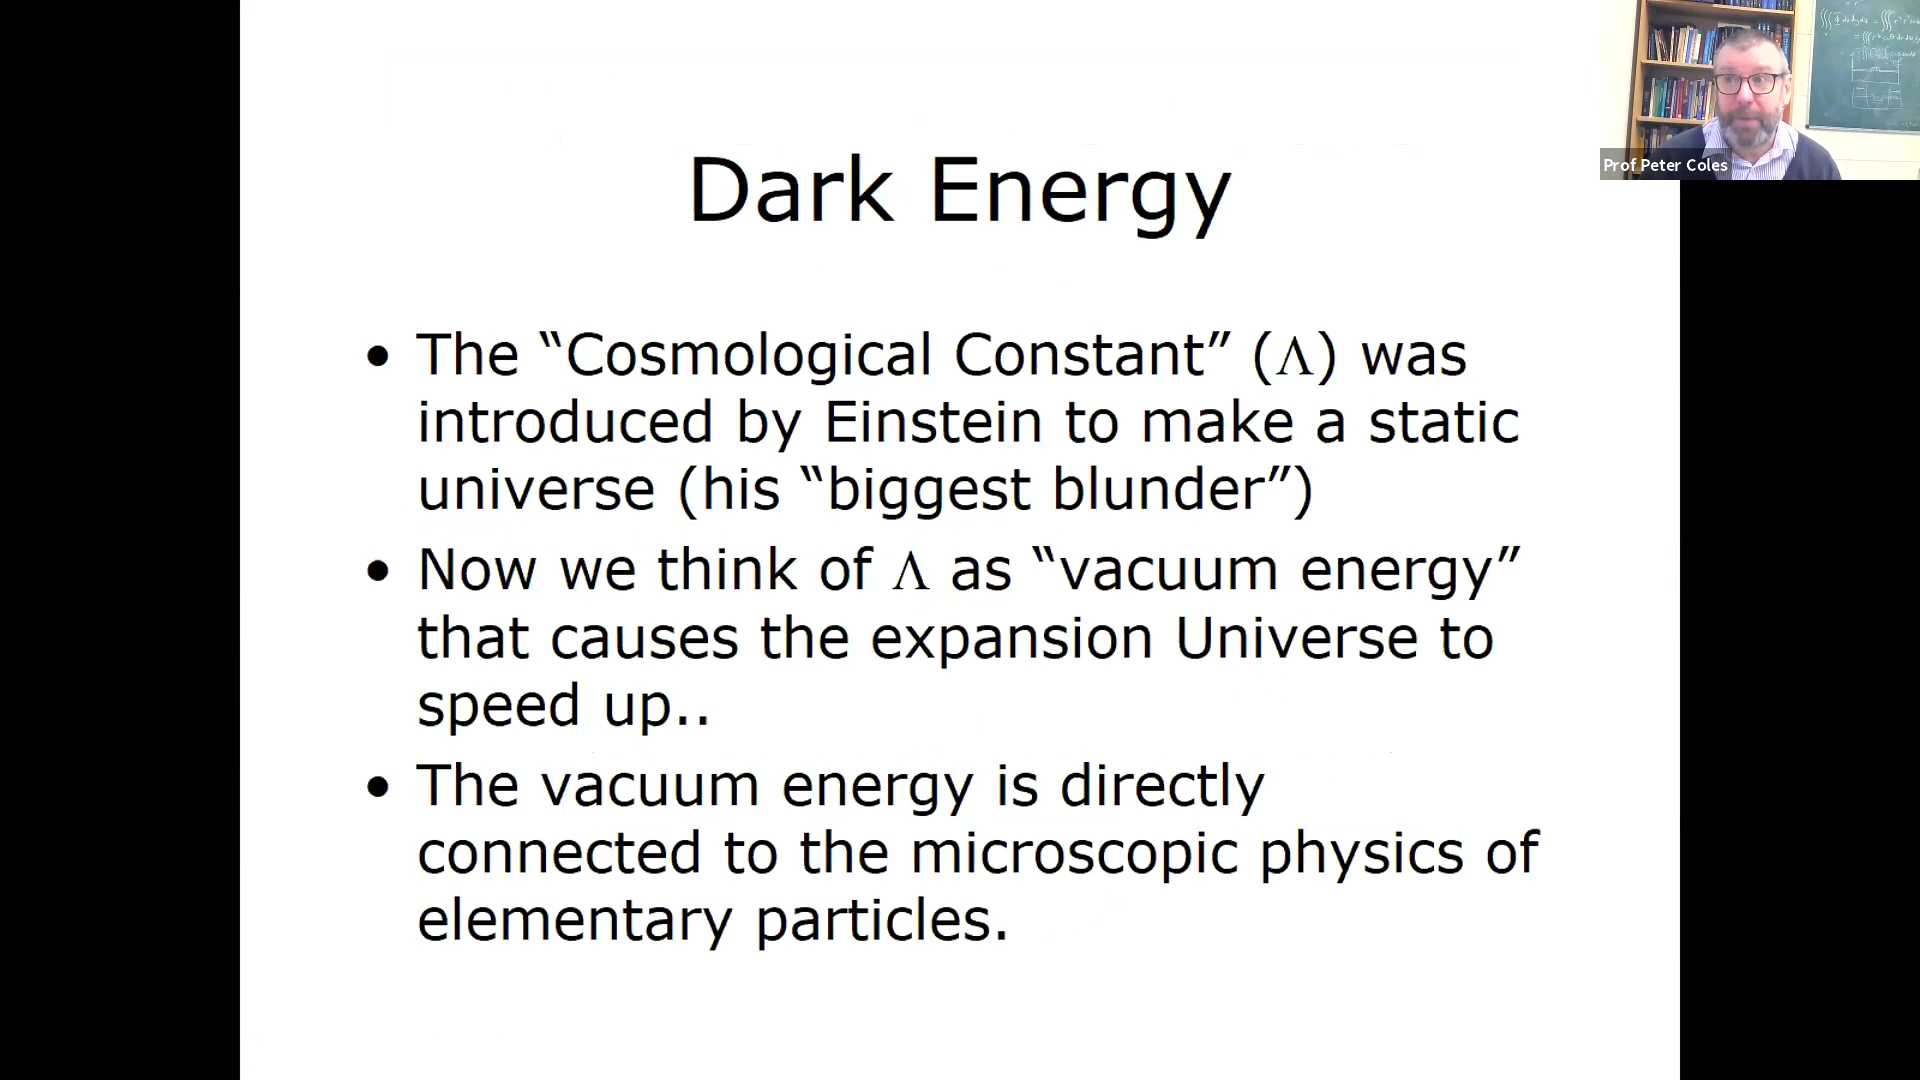 Dark Energy
• The “Cosmological Constant” (Λ) was
introduced by Einstein to make a static
universe (his “biggest blunder”)
• Now we think of Λ as “vacuum energy”
that causes the expansion Universe to
speed up..
• The vacuum energy is directly
connected to the microscopic physics of
elementary particles.
Prof Peter Coles